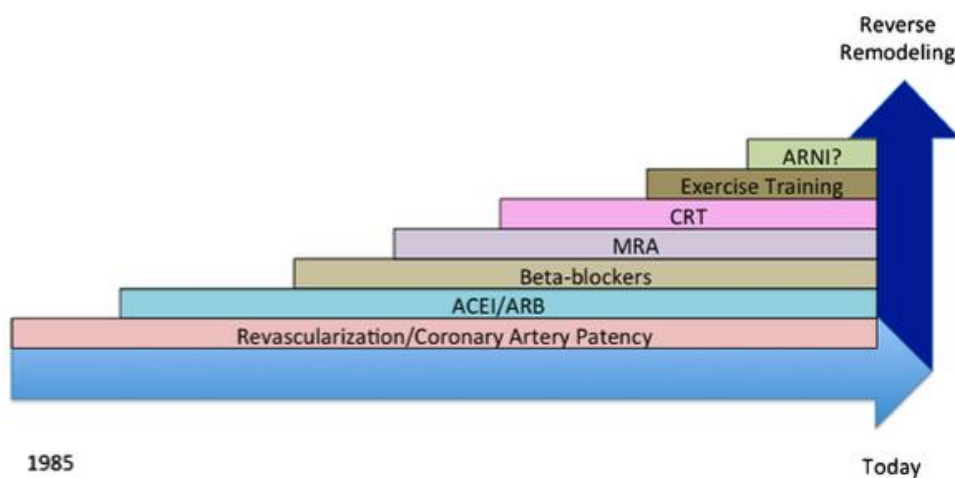 Reverse
Remodeling
ARNI?
Exercise Training
CRT
MRA
Beta-blockers
ACEI/ARB
Revascularization/Coronary Artery Patency
1985
Today